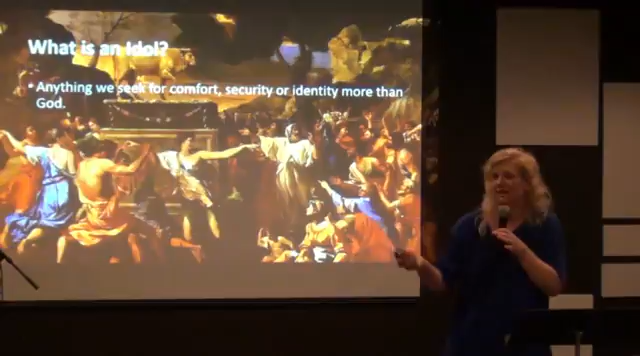 What is an Idol?
• Anything we seek for comfort, security or identity more than
God.